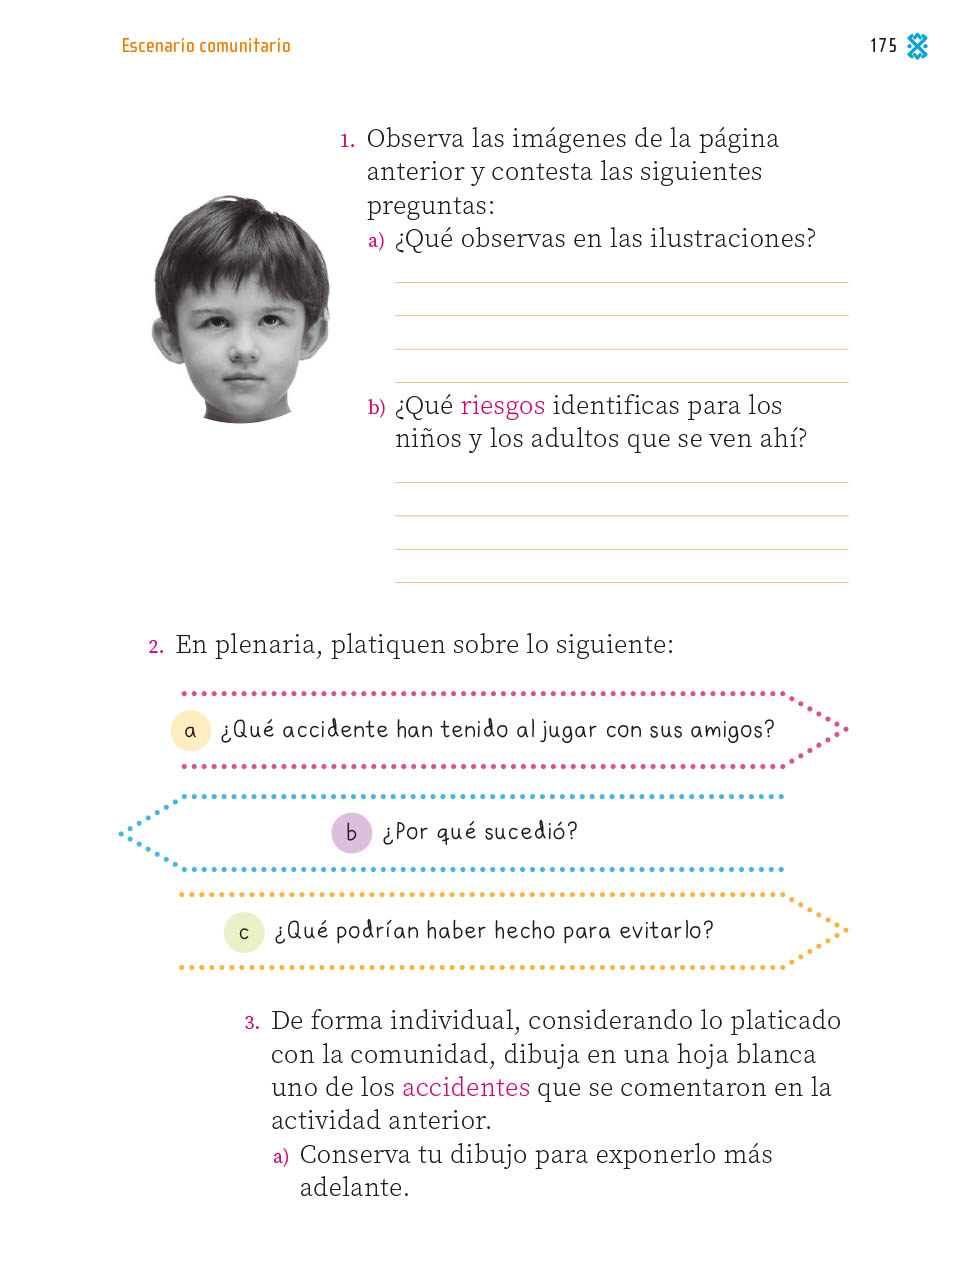 Escenario comunitario
175
1. Observa las imágenes de la página
anterior y contesta las siguientes
preguntas:
a) ¿Qué observas en las ilustraciones?
b) ¿Qué riesgos identificas para los
niños y los adultos que se ven ahí?
2. En plenaria, platiquen sobre lo siguiente:
a ¿Qué accidente han tenido al jugar con sus amigos?
b ¿Por qué sucedió?
c ¿Qué podrían haber hecho para evitarlo?
3. De forma individual, considerando lo platicado
con la comunidad, dibuja en una hoja blanca
uno de los accidentes que se comentaron en la
actividad anterior.
a) Conserva tu dibujo para exponerlo más
adelante.